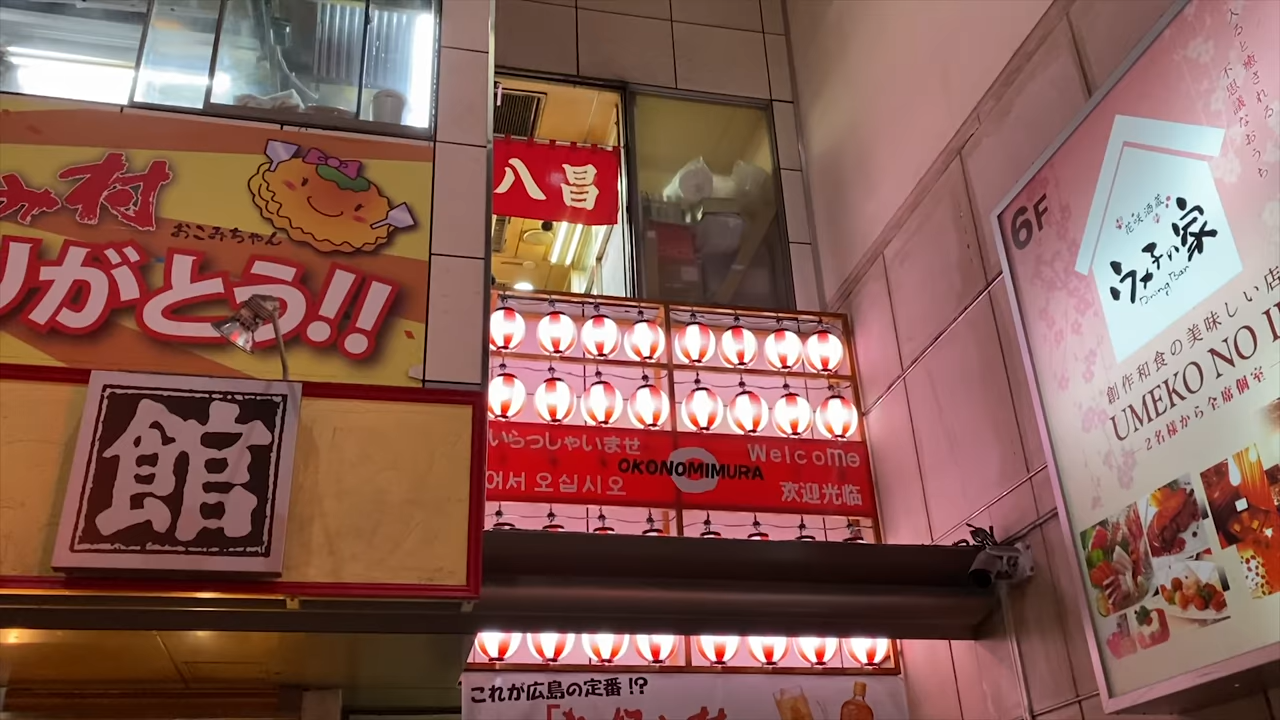 み村
おこみちゃん
りがとう!!
館
八昌
いらっしゃいませ
Welcome
OKONOMIMURA
어서 오십시오
欢迎光临
これが広島の定番!?
入ると癒される
不思議なおうち
6F
花咲酒蔵
ウメ子の家
Dining Bar
創作和食の美味しい店
UMEKO NO I
2名様から全席個室